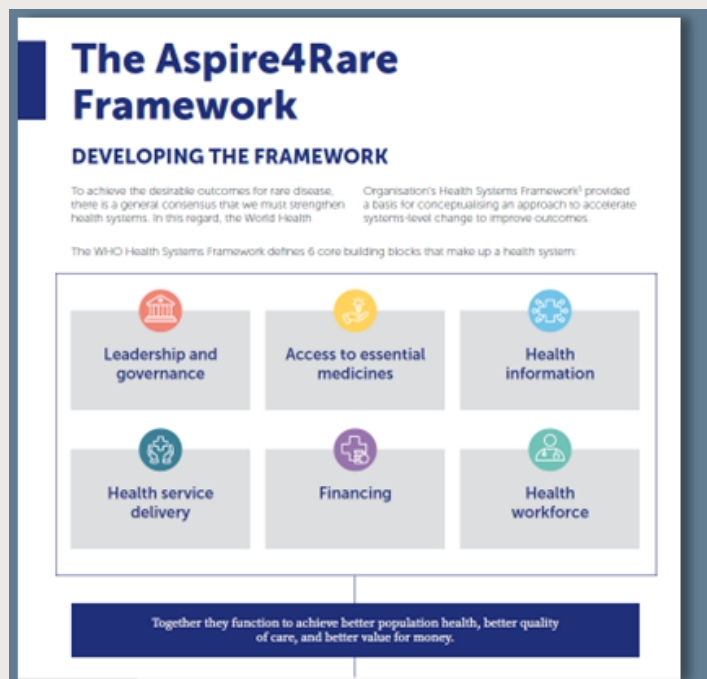 The Aspire4Rare
Framework
DEVELOPING THE FRAMEWORK
To achieve the desirable outcomes for rare disease,
there is a general consensus that we must strengthen
health systems. In this regard, the World Health
Organisation's Health Systems Framework⁵ provided
a basis for conceptualising an approach to accelerate
systems-level change to improve outcomes.
The WHO Health Systems Framework defines 6 core building blocks that make up a health system:
Leadership and
governance
Access to essential
medicines
Health
information
Health service
delivery
Financing
Health
workforce
Together they function to achieve better population health, better quality
of care, and better value for money.